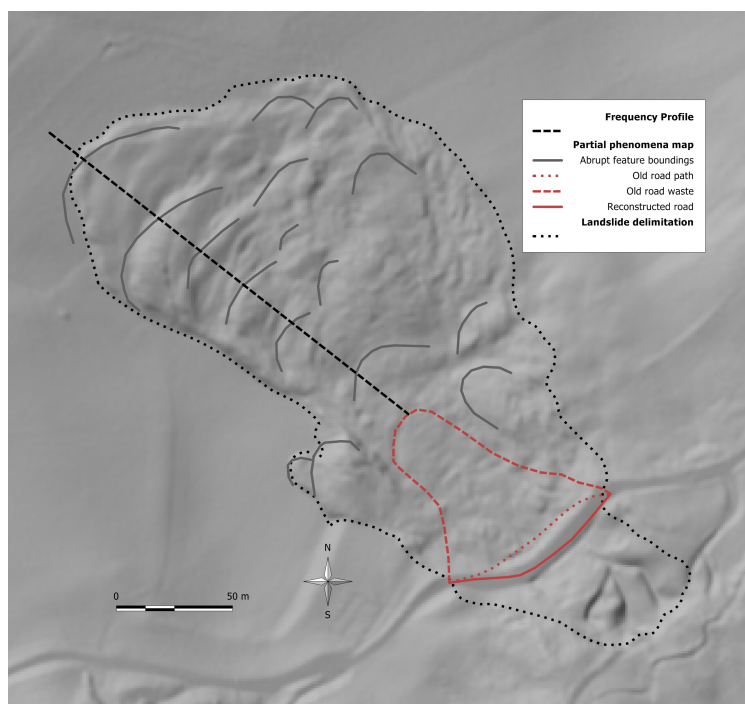 Frequency Profile
Partial phenomena map
Abrupt feature boundings
Old road path
Old road waste
Reconstructed road
Landslide delimitation
N
S
0 50 m